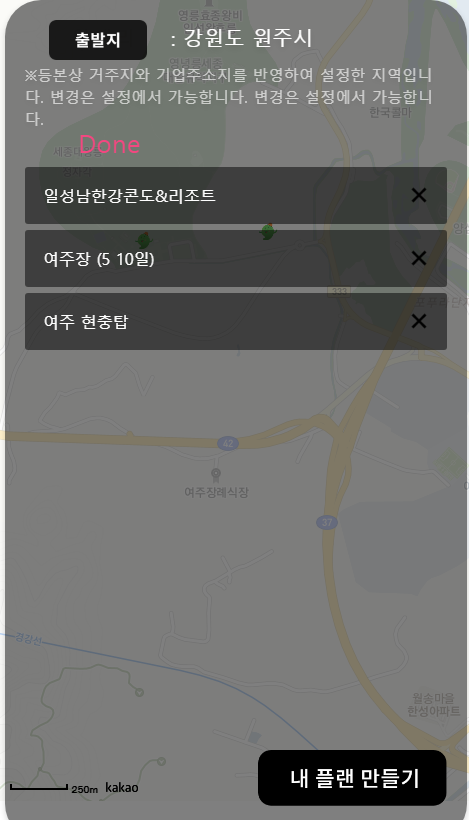 영릉효종왕비
출발지
: 강원도 원주시
※등본상 거주지와 기업주소지를 반영하여 설정한 지역입니
다. 변경은 설정에서 가능합니다. 변경은 설정에서 가능합니
다.
한국콜마
Done
일성남한강콘도&리조트
✕
여주장 (5 10일)
✕
333
여주 현충탑
✕
42
여주장례식장
37
경강선
월송마을
한성아파트
내 플랜 만들기
250m
kakao